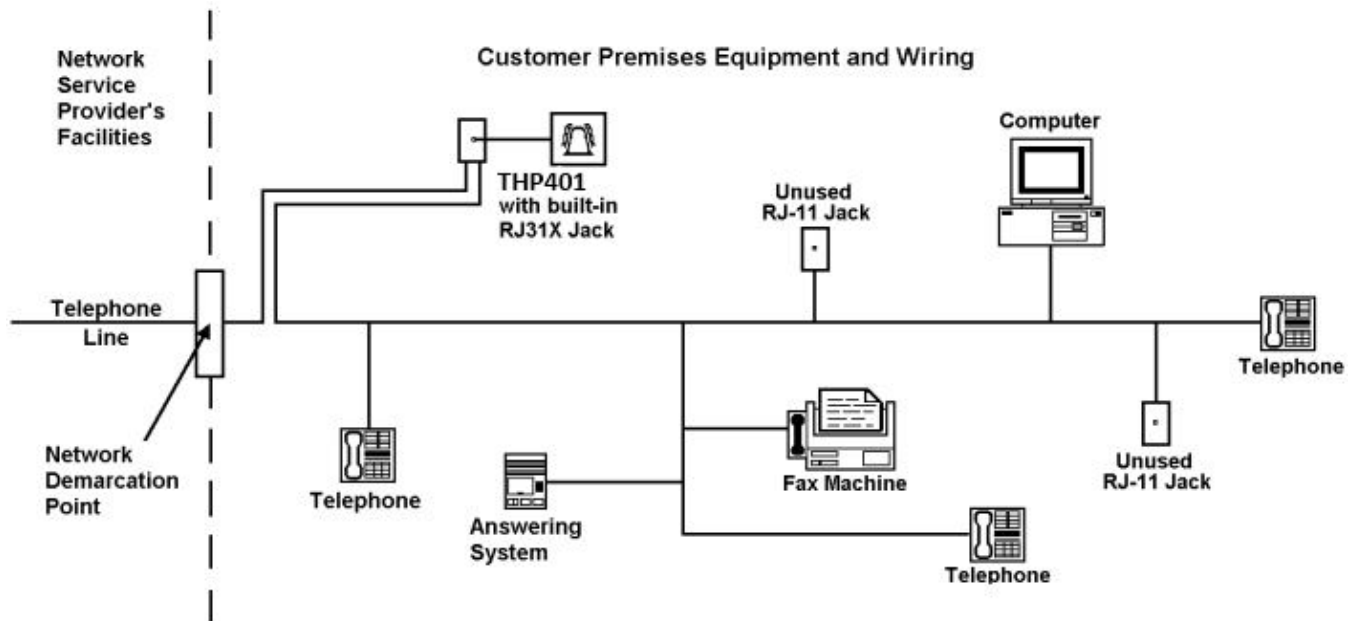 Network
Service
Provider's
Facilities
Customer Premises Equipment and Wiring
THP401
with built-in
RJ31X Jack
Unused
RJ-11 Jack
Computer
Telephone
Line
Telephone
Network
Demarcation
Point
Telephone
Answering
System
Fax Machine
Unused
RJ-11 Jack
Telephone